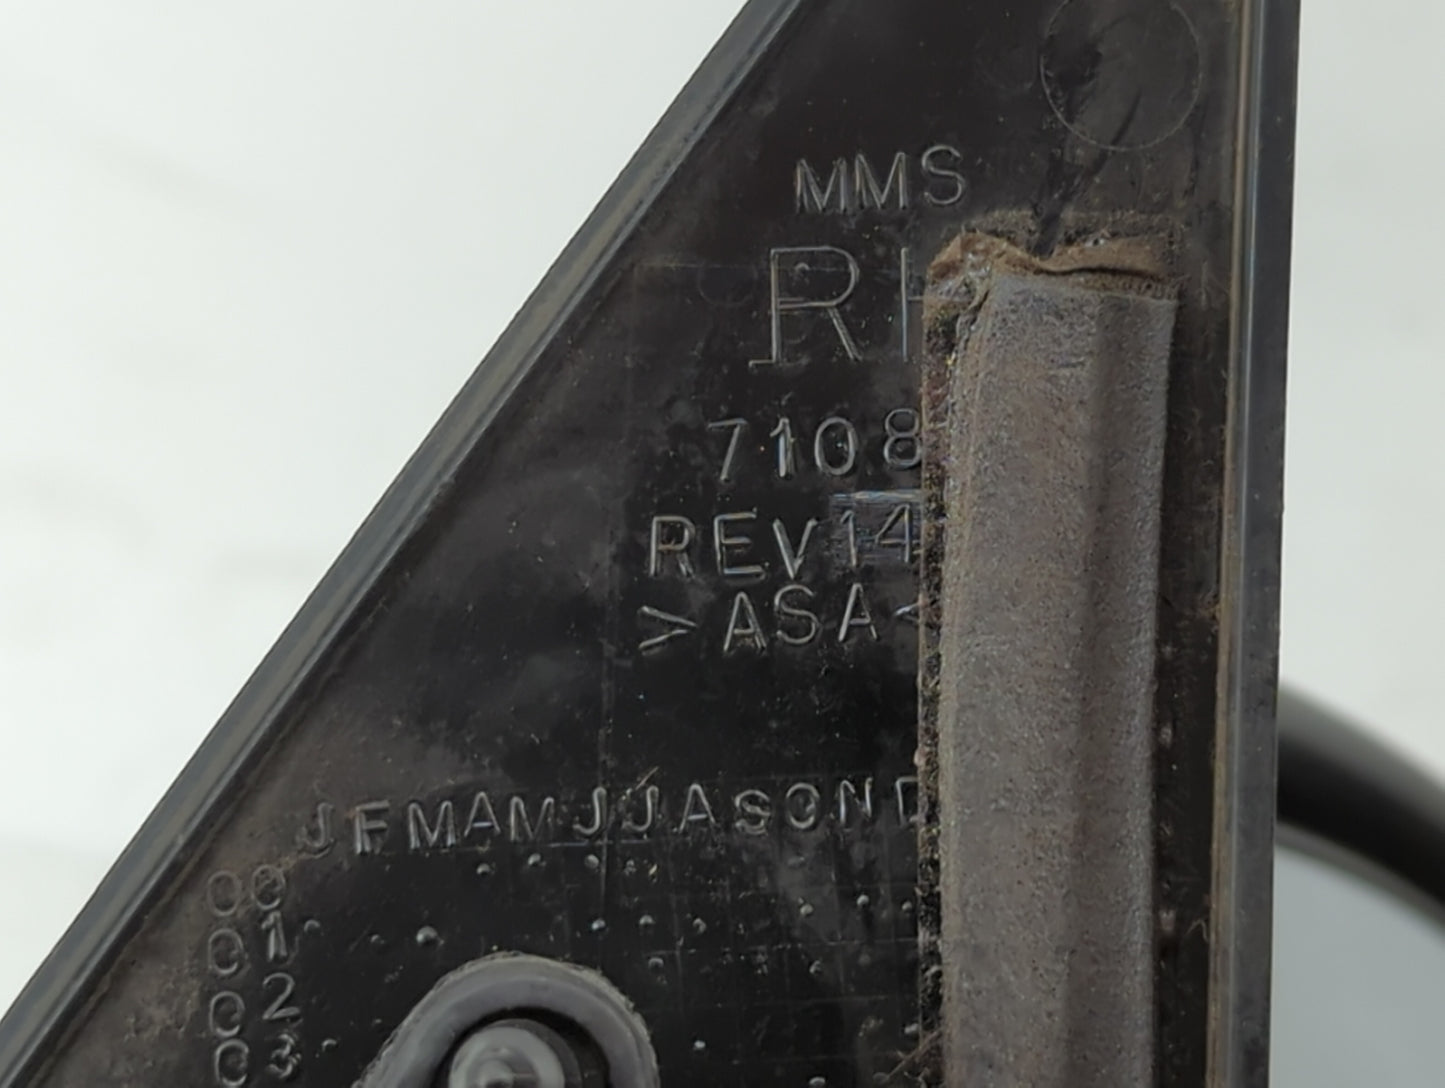 MMS
RH
7108
REV14
>ASA<
JFMAMJJASOND
00
01
02
03